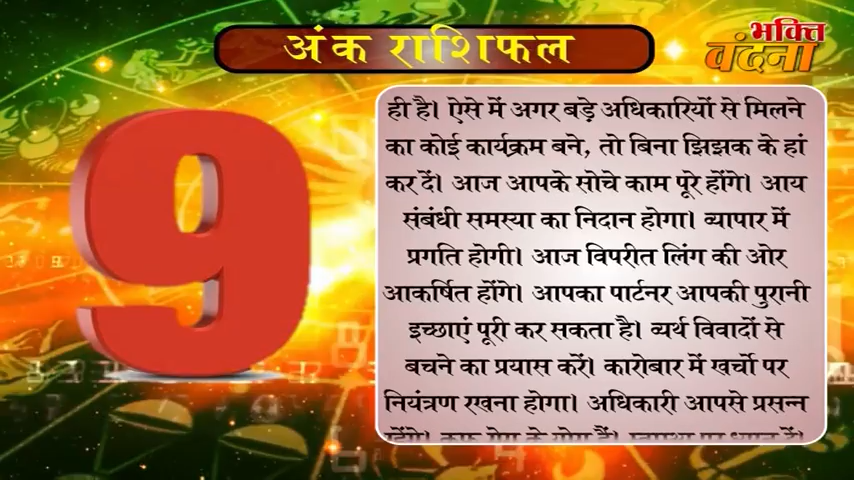 अंक राशिफल
भक्ति
वंदना
9
ही है। ऐसे में अगर बड़े अधिकारियों से मिलने
का कोई कार्यक्रम बने, तो बिना झिझक के हां
कर दें। आज आपके सोचे काम पूरे होंगे। आय
संबंधी समस्या का निदान होगा। व्यापार में
प्रगति होगी। आज विपरीत लिंग की ओर
आकर्षित होंगे। आपका पार्टनर आपकी पुरानी
इच्छाएं पूरी कर सकता है। व्यर्थ विवादों से
बचने का प्रयास करें। कारोबार में खर्चो पर
नियंत्रण रखना होगा। अधिकारी आपसे प्रसन्न